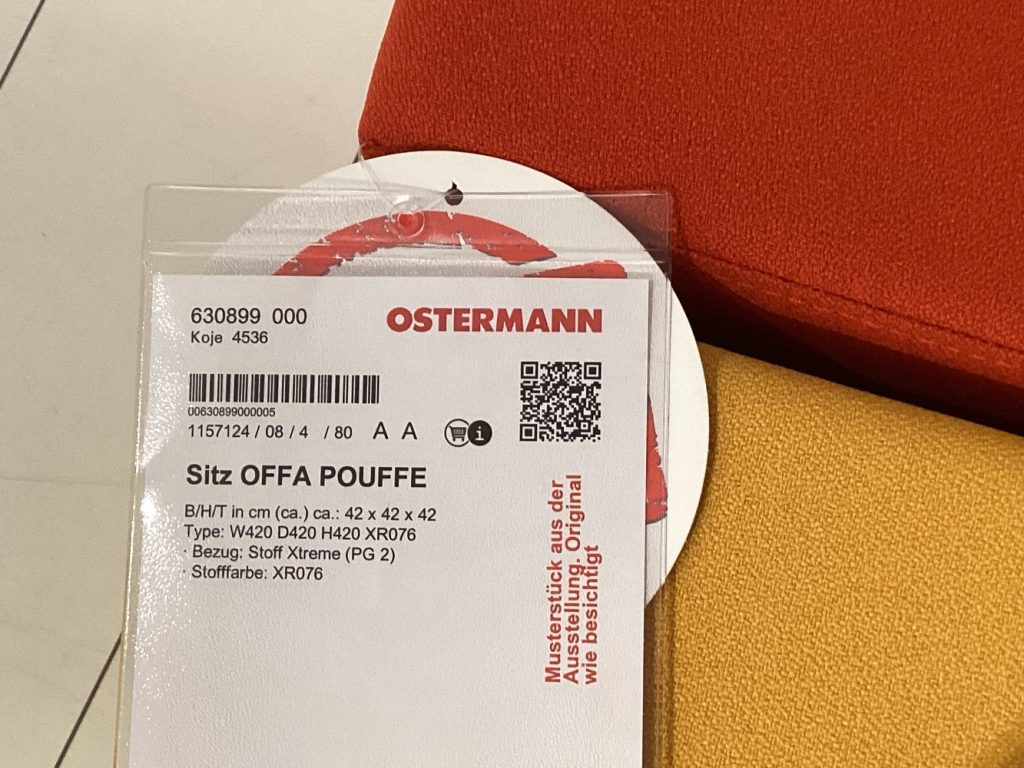 630899 000
Koje 4536
OSTERMANN
00630899000005
1157124 / 08 / 4 / 80 A A
i
Sitz OFFA POUFFE
B/H/T in cm (ca.) ca.: 42 x 42 x 42
Type: W420 D420 H420 XR076
· Bezug: Stoff Xtreme (PG 2)
· Stofffarbe: XR076
Musterstück aus der
Ausstellung. Original
wie besichtigt